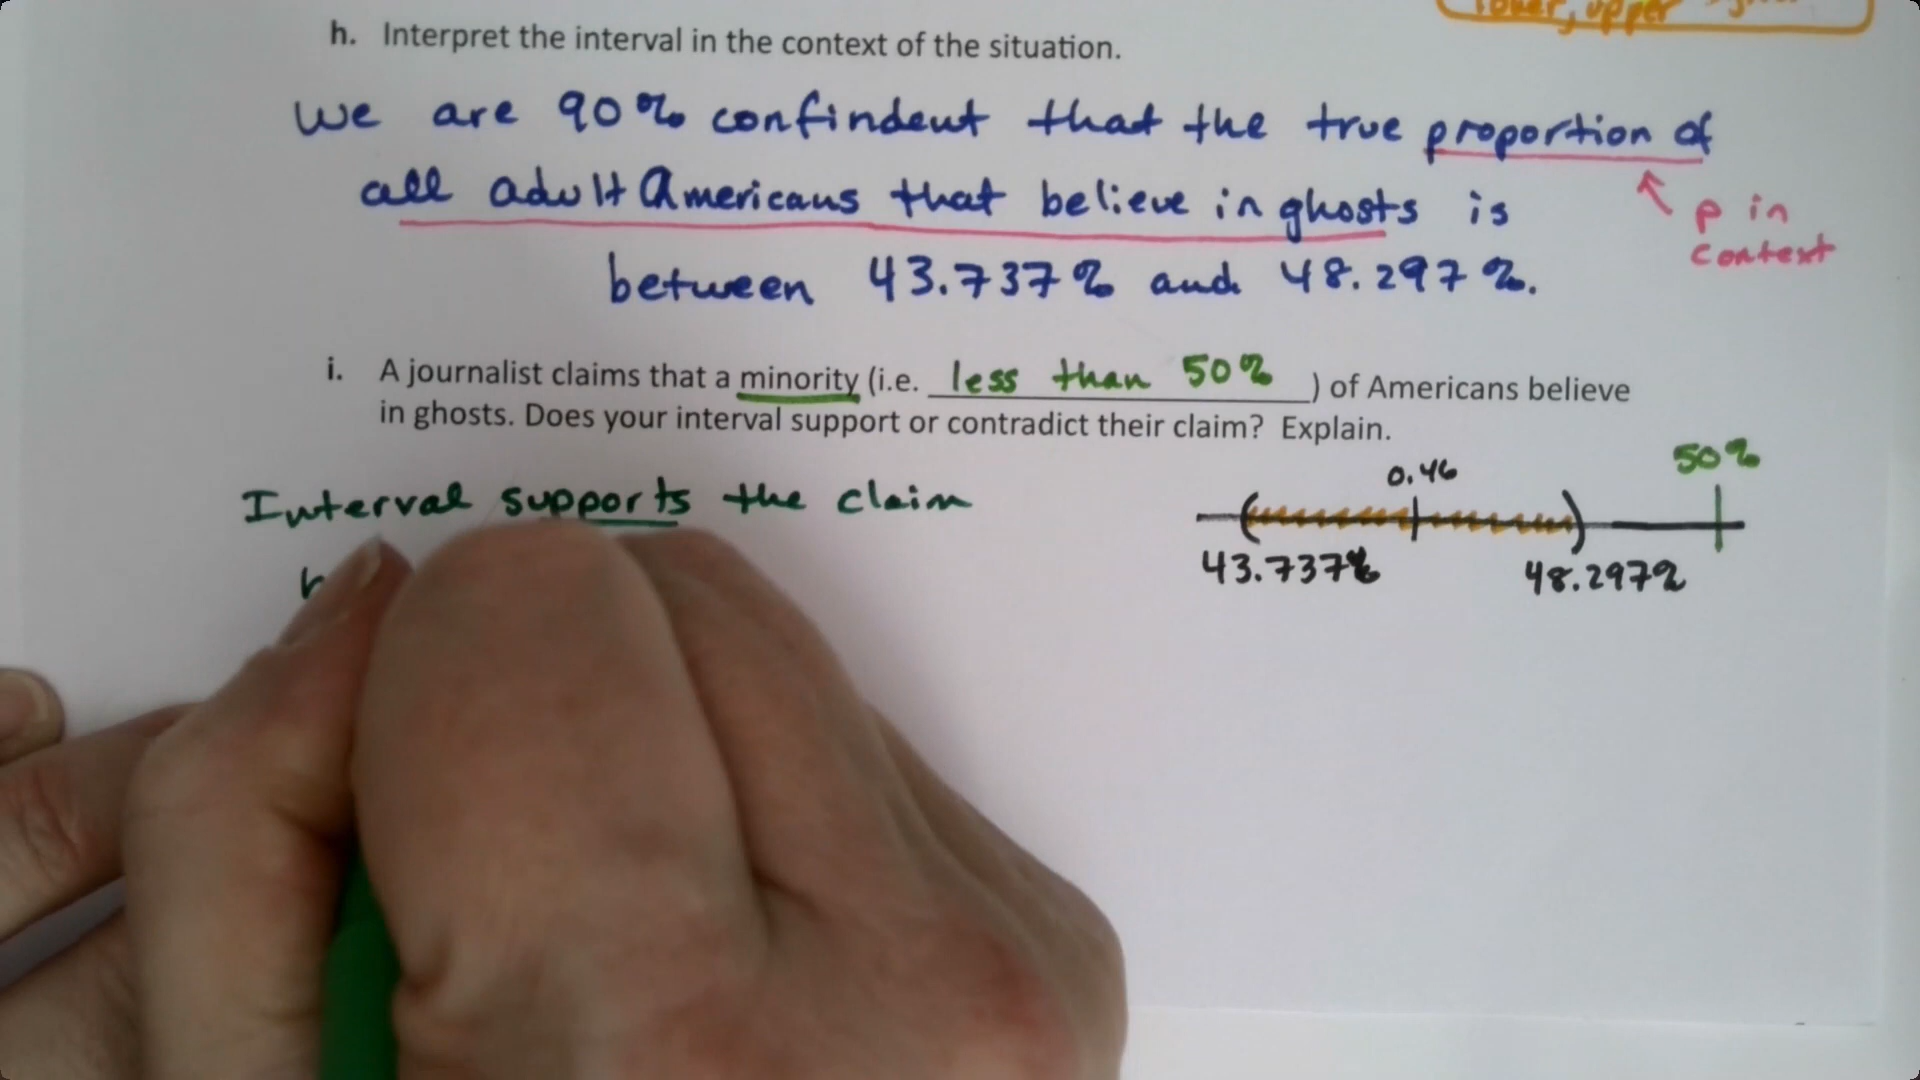 lower, upper
h. Interpret the interval in the context of the situation.
We are 90% confindent that the true proportion of
all adult Americans that believe in ghosts is
p in
context
between 43.737% and 48.297%.
i. A journalist claims that a minority (i.e. less than 50%) of Americans believe
in ghosts. Does your interval support or contradict their claim? Explain.
50%
0.46
Interval supports the claim
43.737%
48.297%